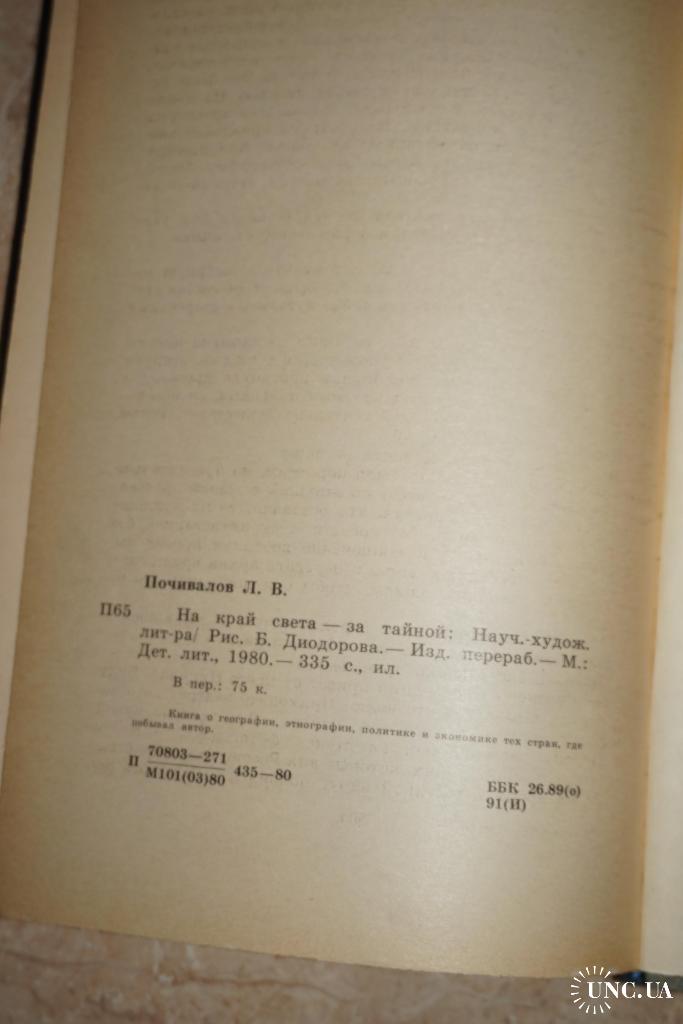 Почивалов Л. В.
П65 На край света — за тайной: Науч.-худож.
лит-ра/ Рис. Б. Диодорова. — Изд. перераб. — М.:
Дет. лит., 1980. — 335 с., ил.
В пер.: 75 к.
Книга о географии, этнографии, политике и экономике тех стран, где
побывал автор.
П 70803—271
М101(03)80 435—80
ББК 26.89(о)
91(И)
UNC.UA